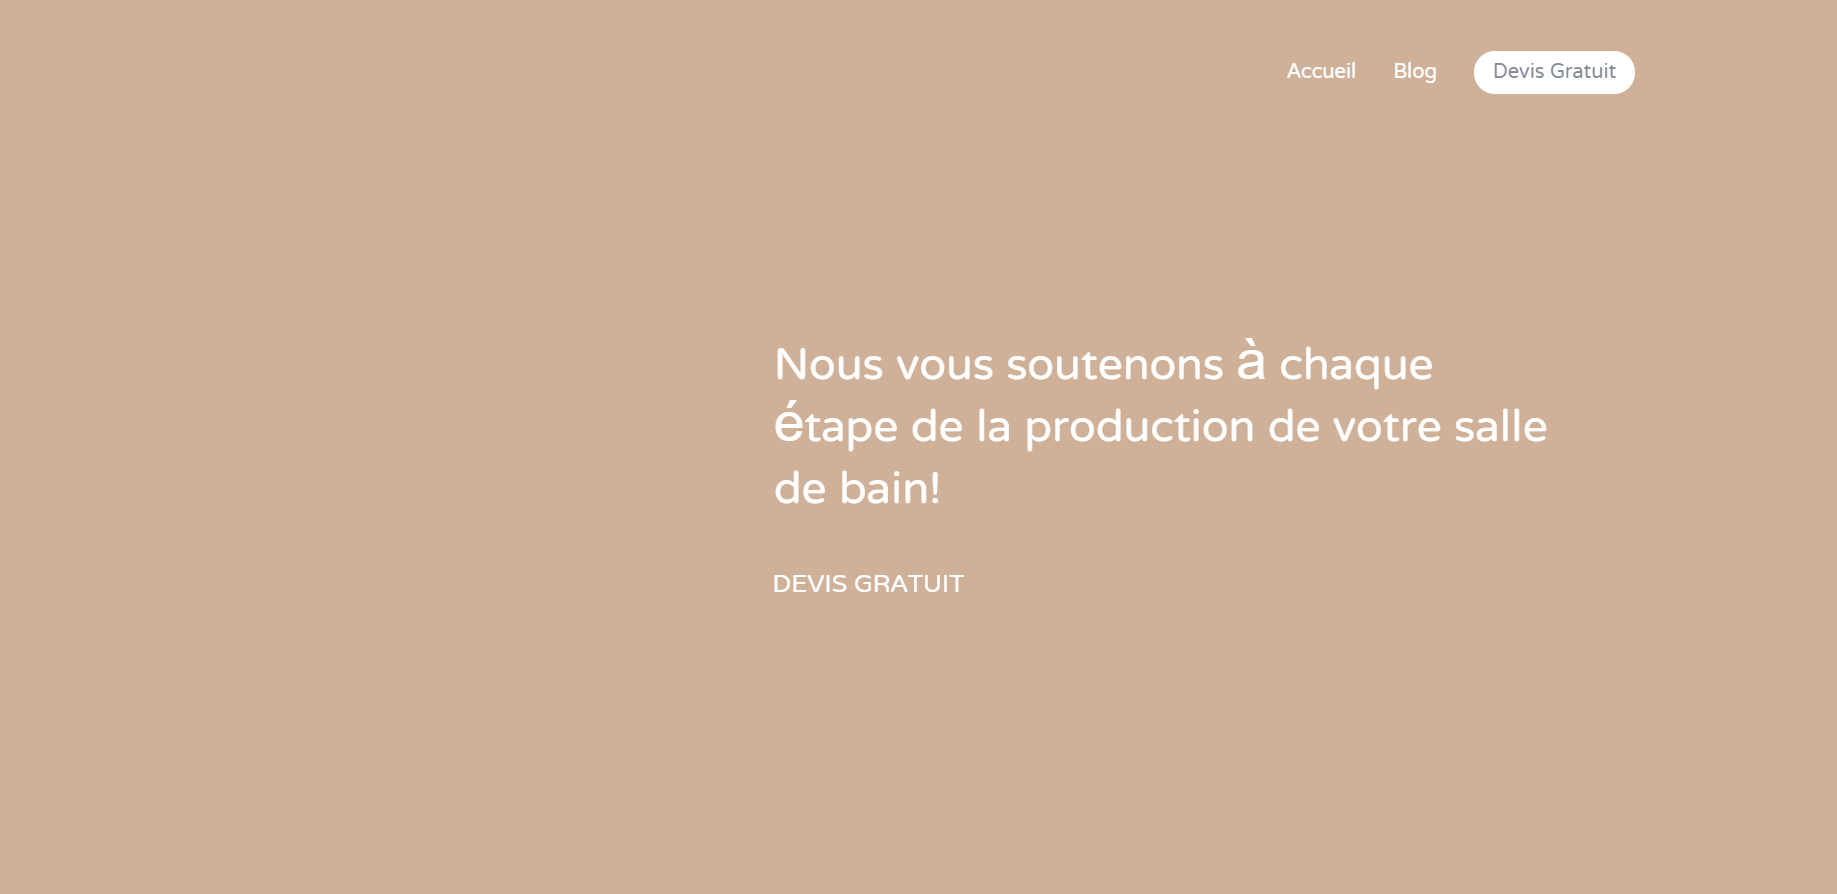 Accueil Blog Devis Gratuit
Nous vous soutenons à chaque
étape de la production de votre salle
de bain!
DEVIS GRATUIT